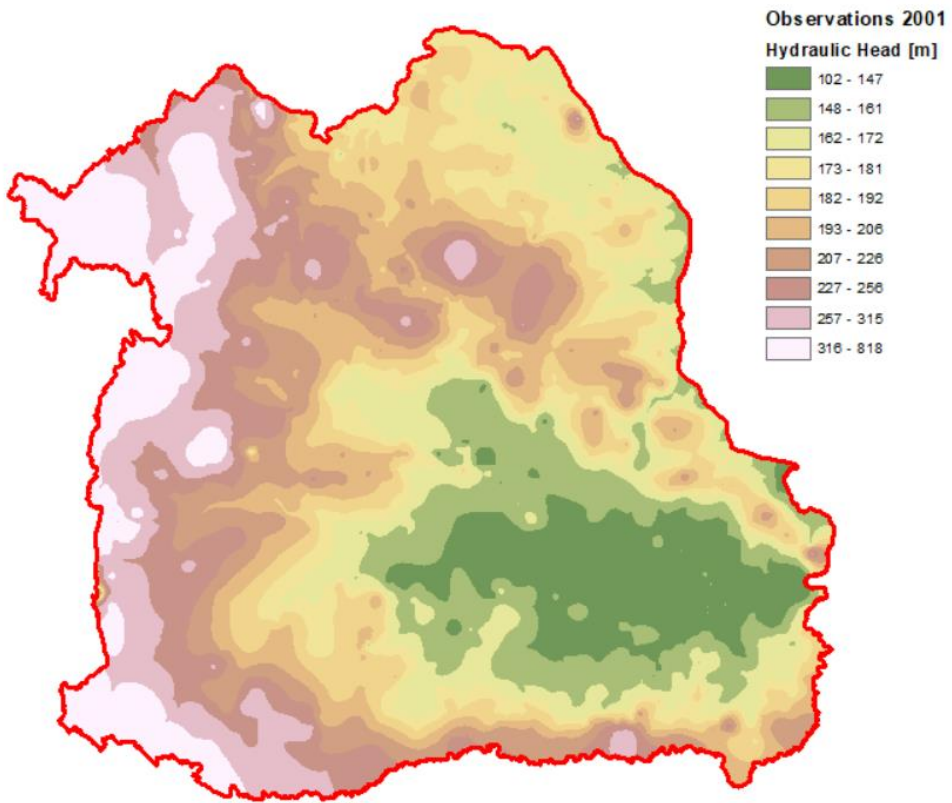 Observations 2001
Hydraulic Head [m]
102 - 147
148 - 161
162 - 172
173 - 181
182 - 192
193 - 206
207 - 226
227 - 256
257 - 315
316 - 818